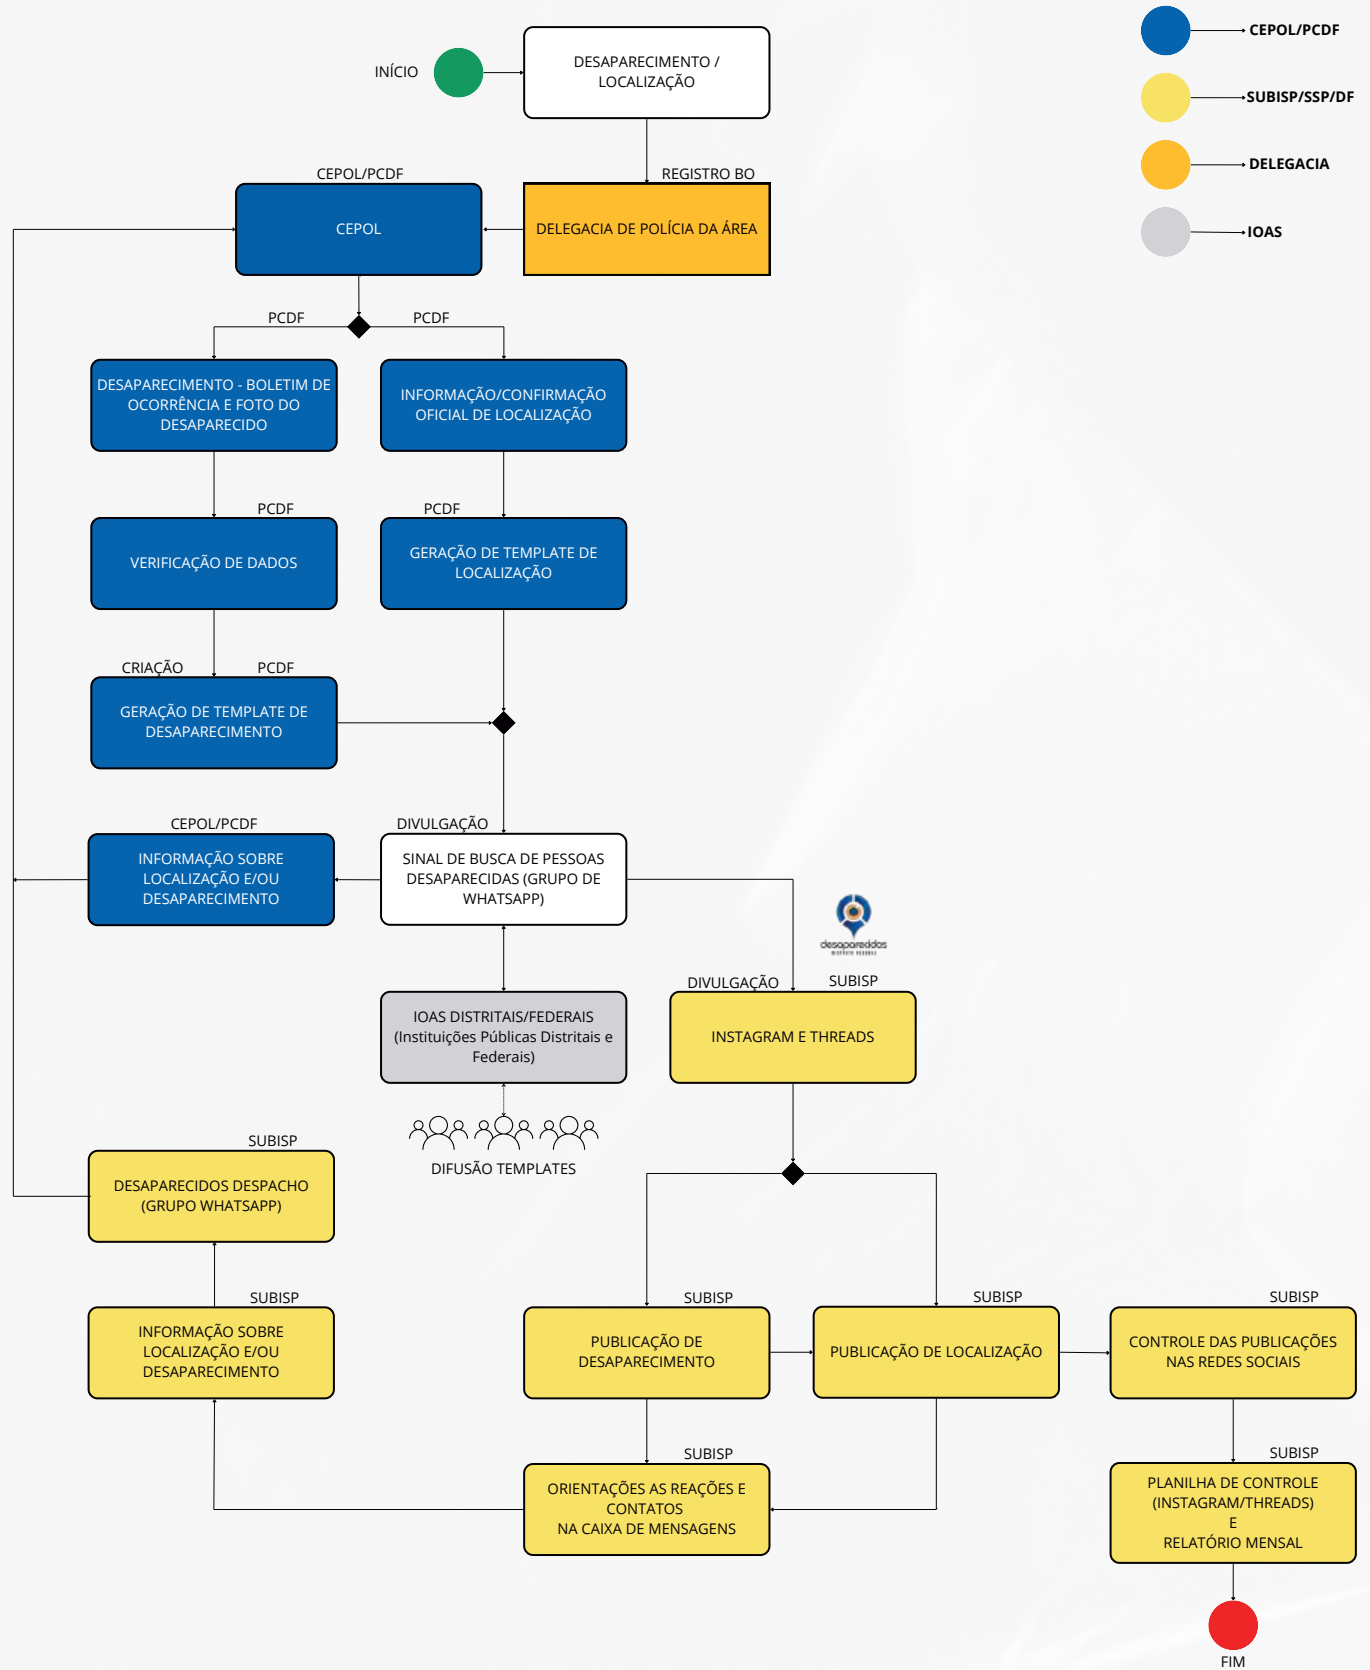 INÍCIO
DESAPARECIMENTO /
LOCALIZAÇÃO
CEPOL/PCDF
SUBISP/SSP/DF
DELEGACIA
IOAS
CEPOL/PCDF
CEPOL
REGISTRO BO
DELEGACIA DE POLÍCIA DA ÁREA
PCDF
PCDF
DESAPARECIMENTO - BOLETIM DE
OCORRÊNCIA E FOTO DO
DESAPARECIDO
INFORMAÇÃO/CONFIRMAÇÃO
OFICIAL DE LOCALIZAÇÃO
PCDF
VERIFICAÇÃO DE DADOS
PCDF
GERAÇÃO DE TEMPLATE DE
LOCALIZAÇÃO
CRIAÇÃO
PCDF
GERAÇÃO DE TEMPLATE DE
DESAPARECIMENTO
CEPOL/PCDF
INFORMAÇÃO SOBRE
LOCALIZAÇÃO E/OU
DESAPARECIMENTO
DIVULGAÇÃO
SINAL DE BUSCA DE PESSOAS
DESAPARECIDAS (GRUPO DE
WHATSAPP)
desaparecidos
DISTRITO FEDERAL
DIVULGAÇÃO
SUBISP
INSTAGRAM E THREADS
IOAS DISTRITAIS/FEDERAIS
(Instituições Públicas Distritais e
Federais)
DIFUSÃO TEMPLATES
SUBISP
DESAPARECIDOS DESPACHO
(GRUPO WHATSAPP)
SUBISP
INFORMAÇÃO SOBRE
LOCALIZAÇÃO E/OU
DESAPARECIMENTO
SUBISP
PUBLICAÇÃO DE
DESAPARECIMENTO
SUBISP
PUBLICAÇÃO DE LOCALIZAÇÃO
SUBISP
CONTROLE DAS PUBLICAÇÕES
NAS REDES SOCIAIS
SUBISP
ORIENTAÇÕES AS REAÇÕES E
CONTATOS
NA CAIXA DE MENSAGENS
SUBISP
PLANILHA DE CONTROLE
(INSTAGRAM/THREADS)
E
RELATÓRIO MENSAL
FIM